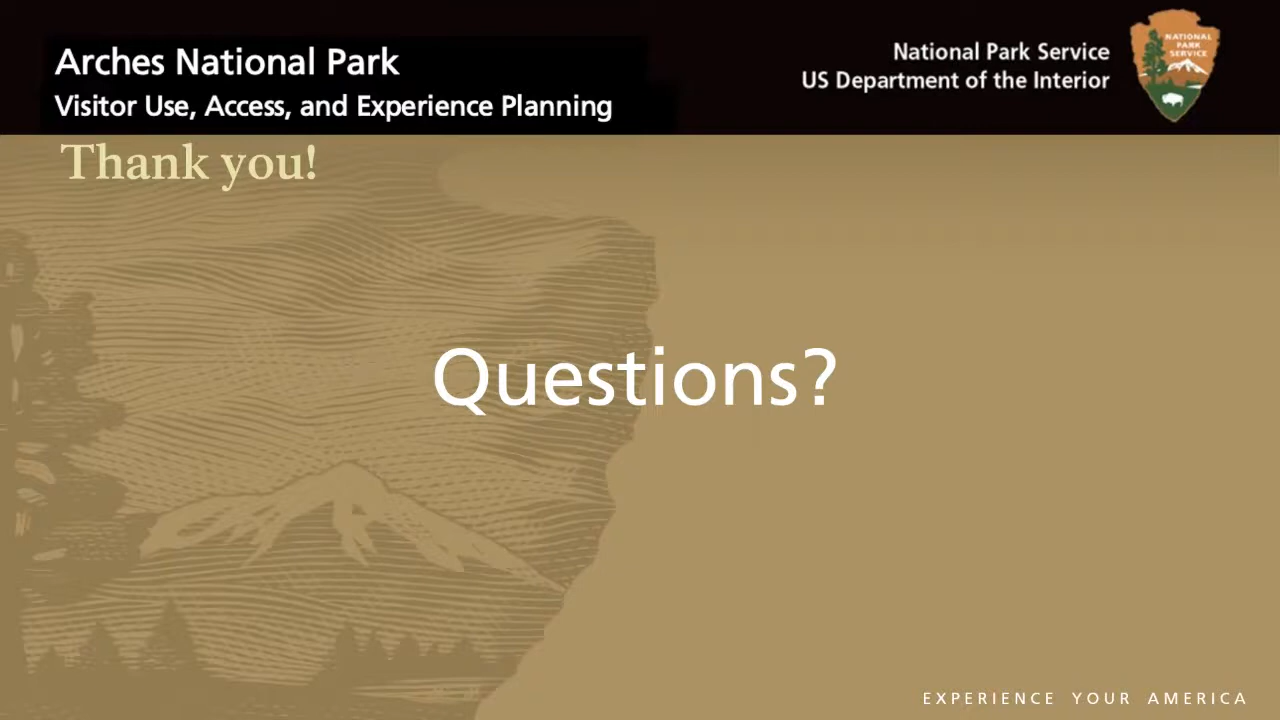 Arches National Park
Visitor Use, Access, and Experience Planning
National Park Service
US Department of the Interior
NATIONAL
PARK
SERVICE
Thank you!
Questions?
EXPERIENCE YOUR AMERICA